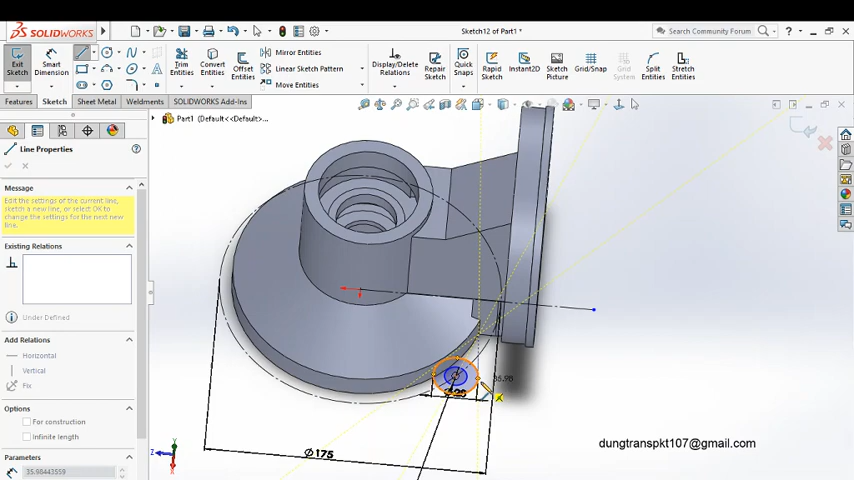 SOLIDWORKS
Sketch12 of Part1 *
Search Community Forum
Exit Sketch
Smart Dimension
Trim Entities
Convert Entities
Offset Entities
Mirror Entities
Linear Sketch Pattern
Move Entities
Display/Delete Relations
Repair Sketch
Quick Snaps
Rapid Sketch
Instant2D
Sketch Picture
Grid/Snap
Grid System
Split Entities
Stretch Entities
Features
Sketch
Sheet Metal
Weldments
SOLIDWORKS Add-Ins
Part1 (Default<<Default>...
Line Properties
Message
Edit the settings of the current line,
sketch a new line, or select OK to
change the settings for the next new
line.
Existing Relations
Under Defined
Add Relations
Horizontal
Vertical
Fix
Options
For construction
Infinite length
Parameters
35.98443559
35.98
Ø175
Z
Y
dungtranspkt107@gmail.com